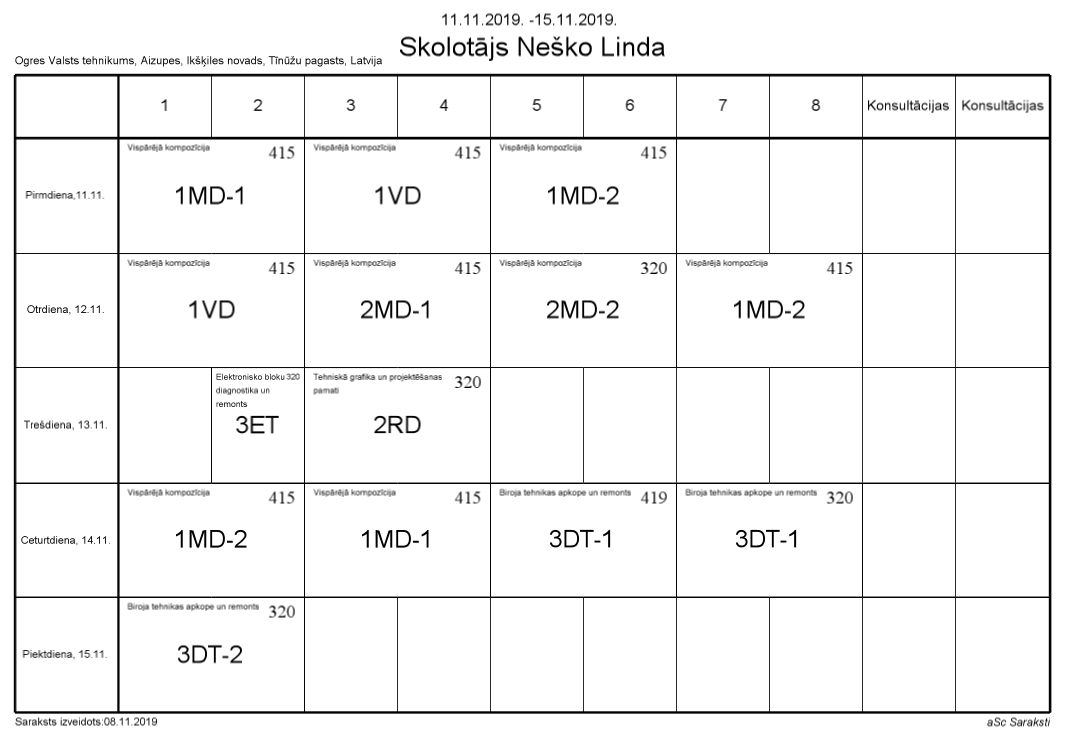 11.11.2019. -15.11.2019.
Skolotājs Neško Linda
Ogres Valsts tehnikums, Aizupes, Ikšķiles novads, Tīnūžu pagasts, Latvija
1 2 3 4 5 6 7 8 Konsultācijas Konsultācijas
Pirmdiena,11.11.
Vispārējā kompozīcija 415
1MD-1
Vispārējā kompozīcija 415
1VD
Vispārējā kompozīcija 415
1MD-2
Otrdiena, 12.11.
Vispārējā kompozīcija 415
1VD
Vispārējā kompozīcija 415
2MD-1
Vispārējā kompozīcija 320
2MD-2
Vispārējā kompozīcija 415
1MD-2
Trešdiena, 13.11.
Elektronisko bloku 320
diagnostika un
remonts
3ET
Tehniskā grafika un projektēšanas 320
pamati
2RD
Ceturtdiena, 14.11.
Vispārējā kompozīcija 415
1MD-2
Vispārējā kompozīcija 415
1MD-1
Biroja tehnikas apkope un remonts 419
3DT-1
Biroja tehnikas apkope un remonts 320
3DT-1
Piektdiena, 15.11.
Biroja tehnikas apkope un remonts 320
3DT-2
Saraksts izveidots:08.11.2019
aSc Saraksti